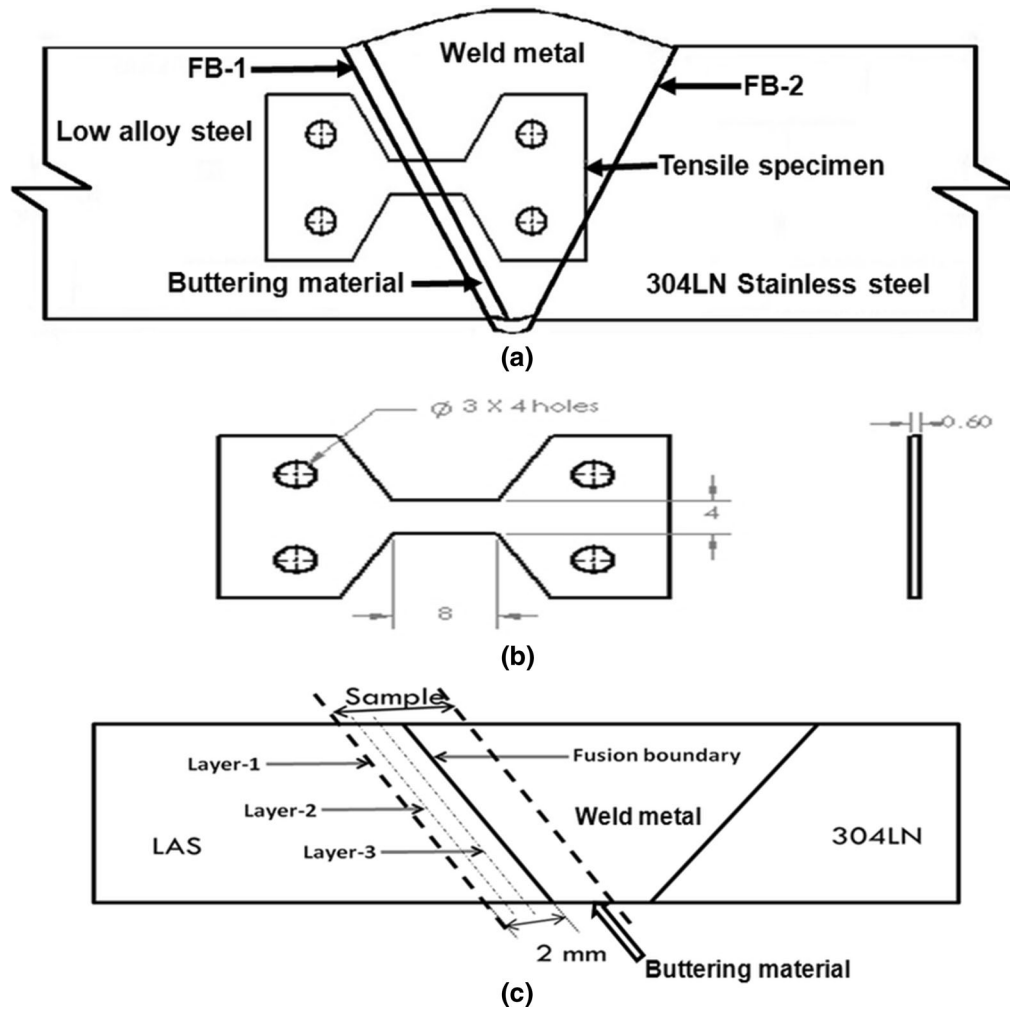 Weld metal
FB-1
FB-2
Low alloy steel
Tensile specimen
Buttering material
304LN Stainless steel
(a)
ϕ 3 X 4 holes
0.60
4
8
(b)
Sample
Layer-1
Fusion boundary
Layer-2
Weld metal
Layer-3
LAS
304LN
2 mm
Buttering material
(c)